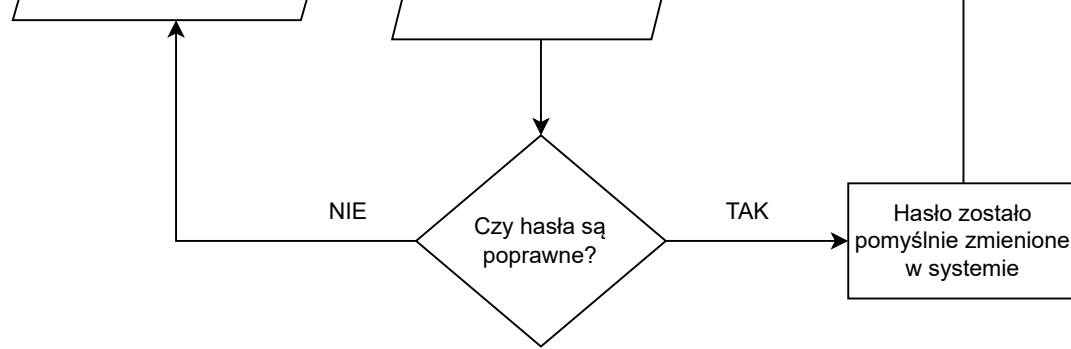 NIE
Czy hasła są
poprawne?
TAK
Hasło zostało
pomyślnie zmienione
w systemie